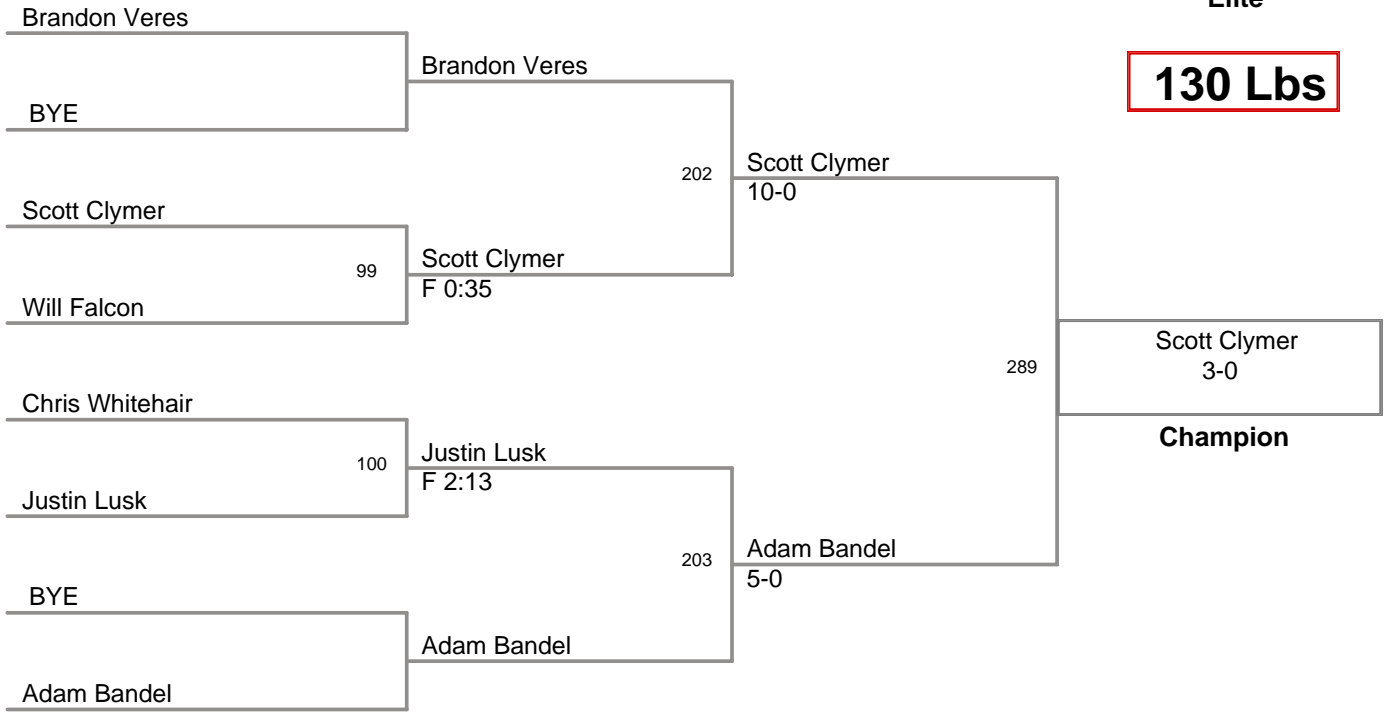 Elite
130 Lbs
Brandon Veres
BYE
Brandon Veres
Scott Clymer
Will Falcon
99
Scott Clymer
F 0:35
202
Scott Clymer
10-0
Chris Whitehair
Justin Lusk
100
Justin Lusk
F 2:13
BYE
Adam Bandel
Adam Bandel
203
Adam Bandel
5-0
289
Scott Clymer
3-0
Champion